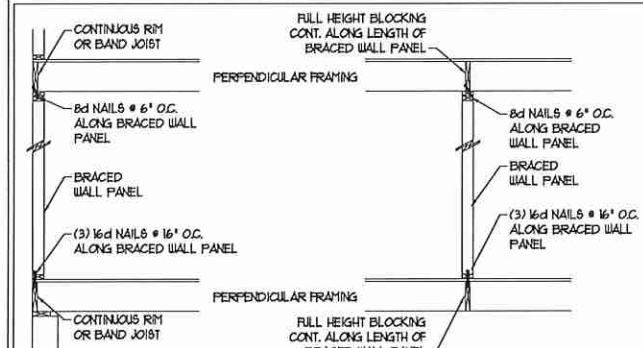 CONTINUOUS RIM
OR BAND JOIST
FULL HEIGHT BLOCKING
CONT. ALONG LENGTH OF
BRACED WALL PANEL
PERPENDICULAR FRAMING
8d NAILS @ 6" O.C.
ALONG BRACED WALL
PANEL
8d NAILS @ 6" O.C.
ALONG BRACED
WALL PANEL
BRACED
WALL PANEL
BRACED
WALL PANEL
(3) 16d NAILS @ 16" O.C.
ALONG BRACED WALL PANEL
(3) 16d NAILS @ 16" O.C.
ALONG BRACED WALL
PANEL
PERPENDICULAR FRAMING
CONTINUOUS RIM
OR BAND JOIST
FULL HEIGHT BLOCKING
CONT. ALONG LENGTH OF
BRACED WALL PANEL